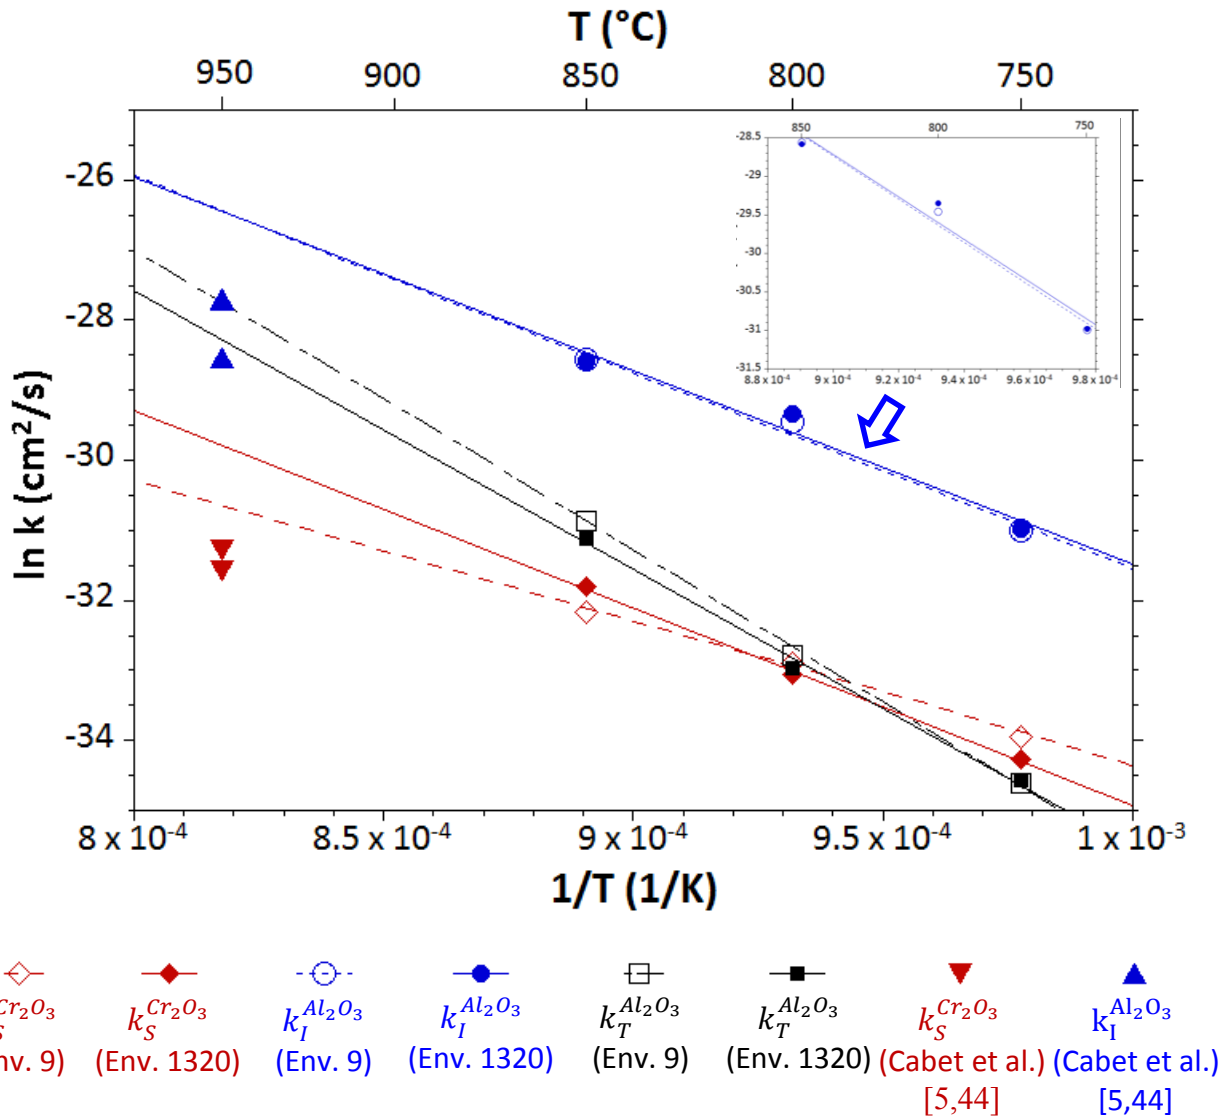 T (°C)
950 900 850 800 750
850 800 750
-28.5
-29
-29.5
-30
-30.5
-31
-31.5
8.8 x 10⁻⁴ 9 x 10⁻⁴ 9.2 x 10⁻⁴ 9.4 x 10⁻⁴ 9.6 x 10⁻⁴ 9.8 x 10⁻⁴
-26
-28
-30
-32
-34
ln k (cm²/s)
8 x 10⁻⁴ 8.5 x 10⁻⁴ 9 x 10⁻⁴ 9.5 x 10⁻⁴ 1 x 10⁻³
1/T (1/K)
Cr₂O₃ k_S^{Cr₂O₃} k_I^{Al₂O₃} k_I^{Al₂O₃} k_T^{Al₂O₃} k_T^{Al₂O₃} k_S^{Cr₂O₃} k_I^{Al₂O₃}
nv. 9) (Env. 1320) (Env. 9) (Env. 1320) (Env. 9) (Env. 1320) (Cabet et al.) (Cabet et al.)
[5,44] [5,44]